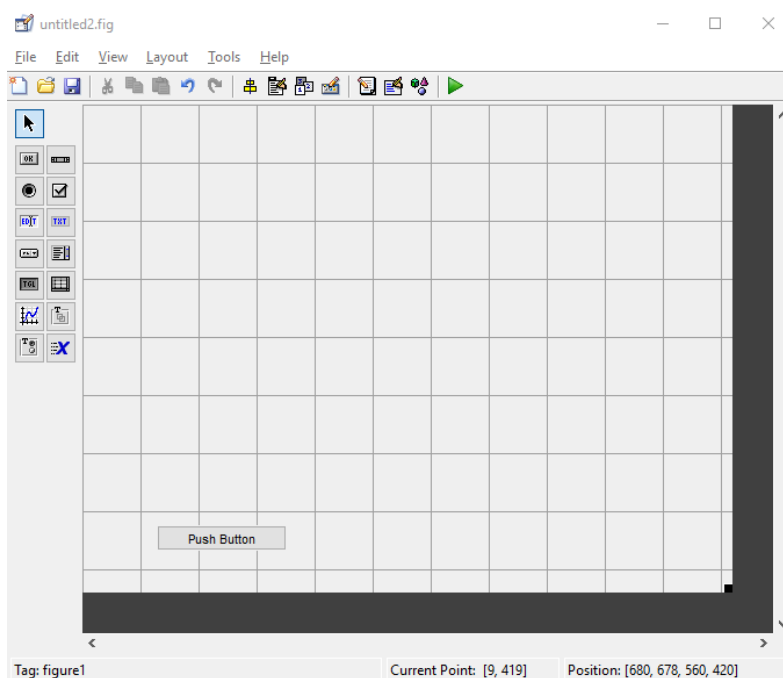 untitled2.fig
File Edit View Layout Tools Help
OK
EDIT TXT
TGL
Push Button
Tag: figure1 Current Point: [9, 419] Position: [680, 678, 560, 420]